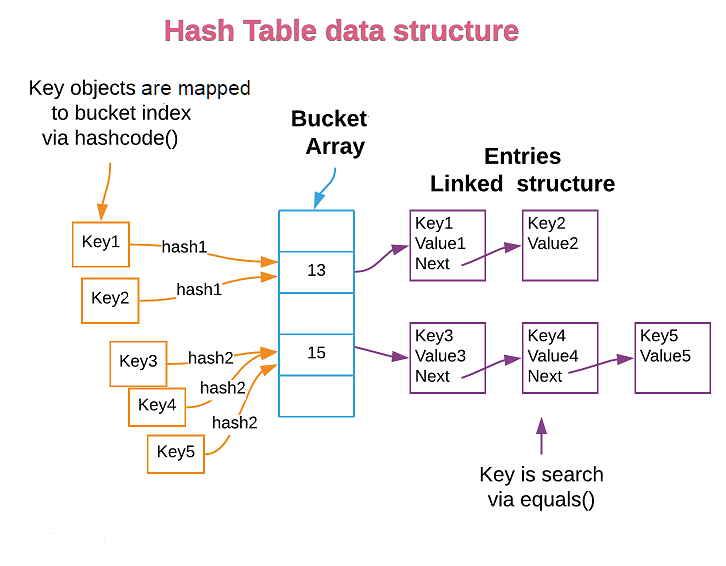 Hash Table data structure
Key objects are mapped
to bucket index
via hashcode()
Bucket
Array
Entries
Linked structure
Key1
hash1
Key2
hash1
13
Key1
Value1
Next
Key2
Value2
Key3
hash2
Key4
hash2
Key5
hash2
15
Key3
Value3
Next
Key4
Value4
Next
Key5
Value5
Key is search
via equals()